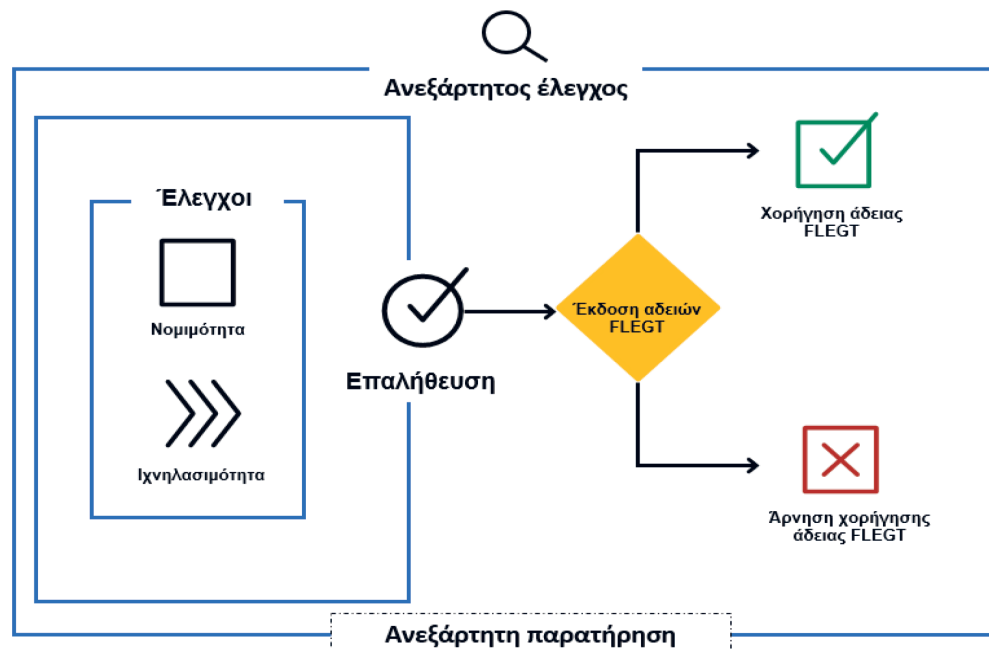 Ανεξάρτητος έλεγχος
Έλεγχοι
Νομιμότητα
Ιχνηλασιμότητα
Επαλήθευση
Έκδοση αδειών
FLEGT
Χορήγηση άδειας
FLEGT
Άρνηση χορήγησης
άδειας FLEGT
Ανεξάρτητη παρατήρηση